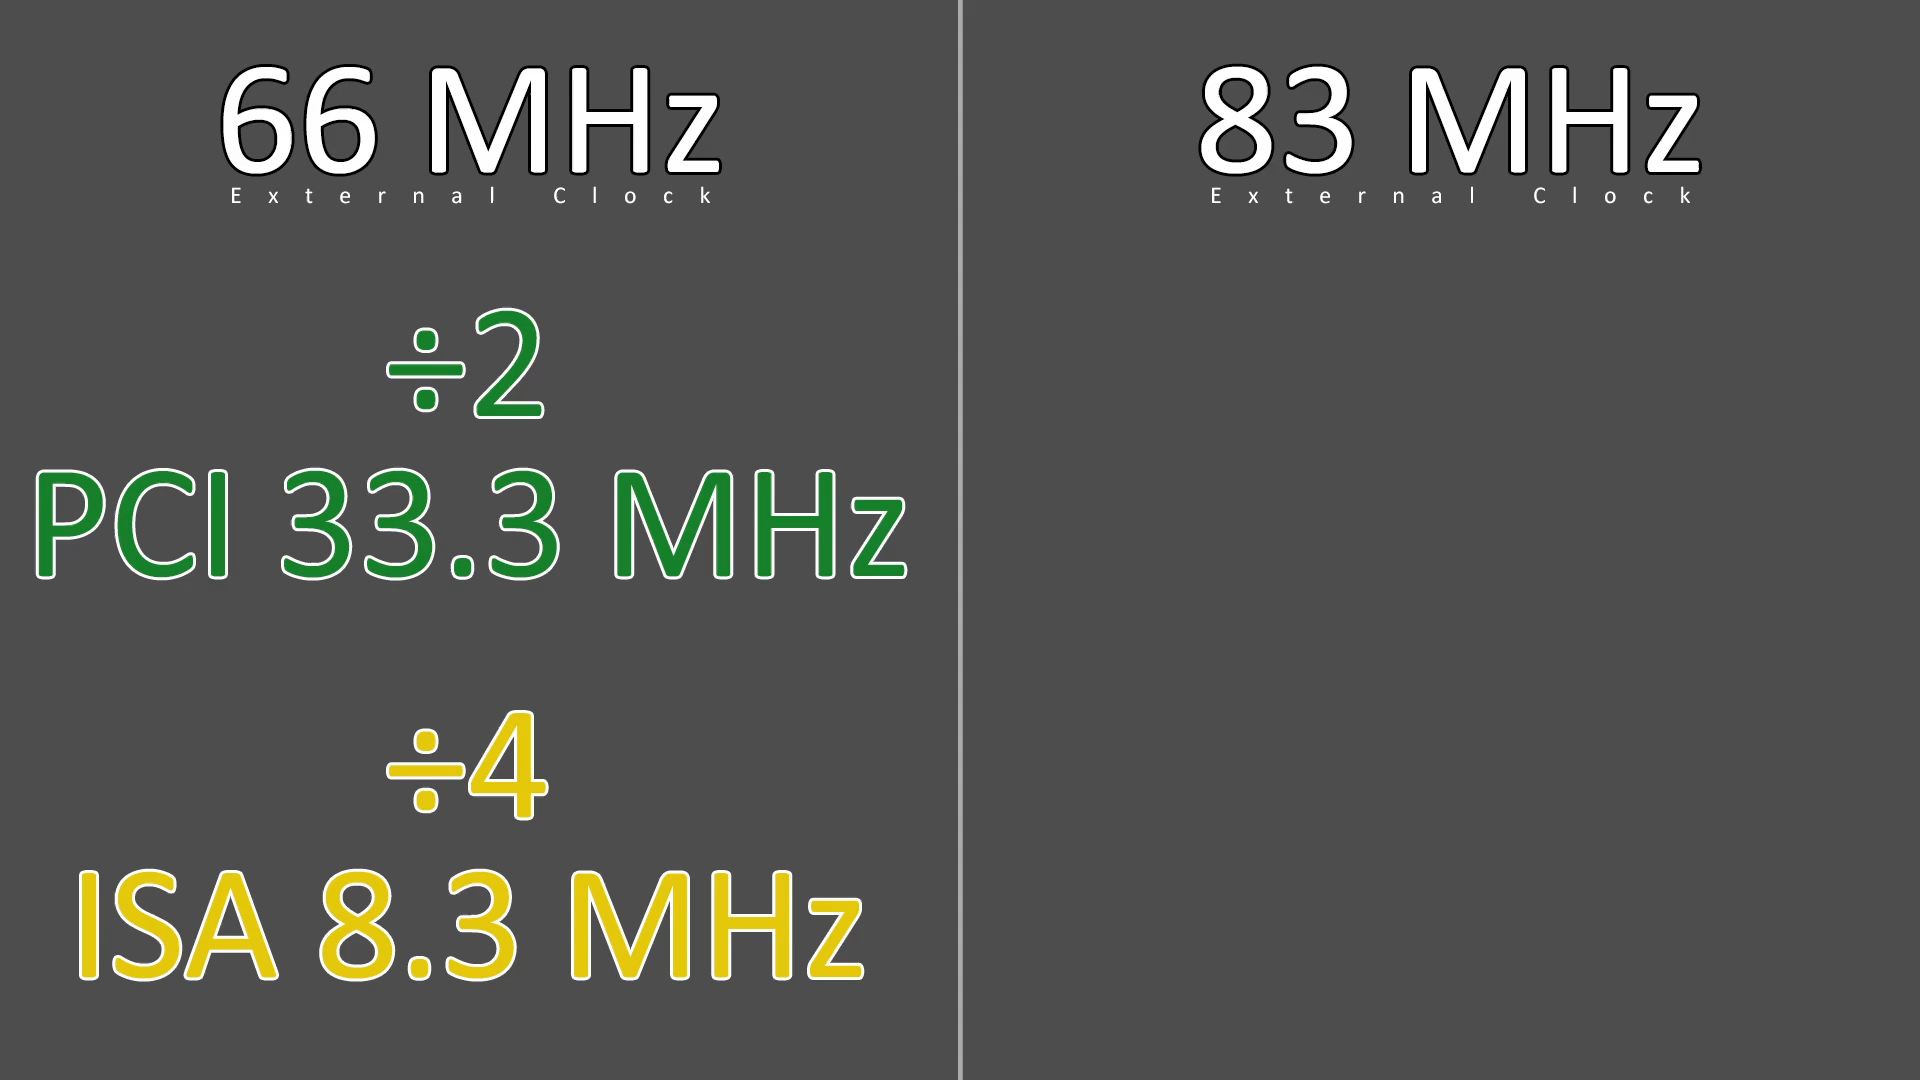 66 MHz
External Clock
÷2
PCI 33.3 MHz
÷4
ISA 8.3 MHz
83 MHz
External Clock